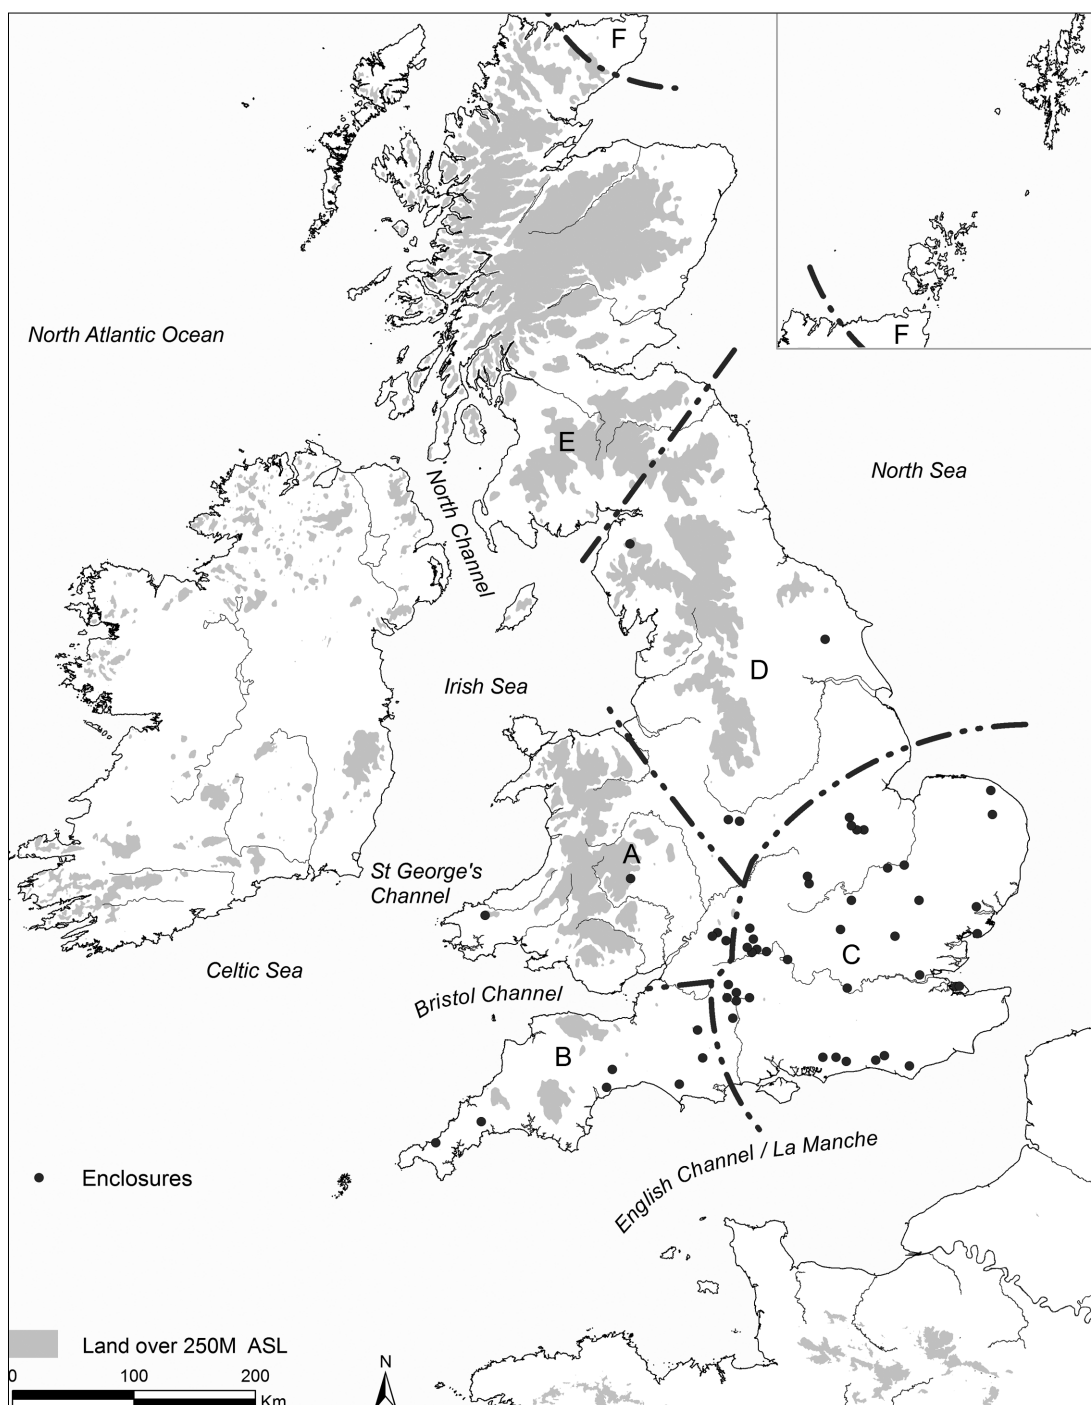 F
North Atlantic Ocean
F
E
North Sea
North Channel
D
Irish Sea
A
St George's
Channel
C
Celtic Sea
Bristol Channel
B
English Channel / La Manche
Enclosures
Land over 250M ASL
N
0 100 200
Km